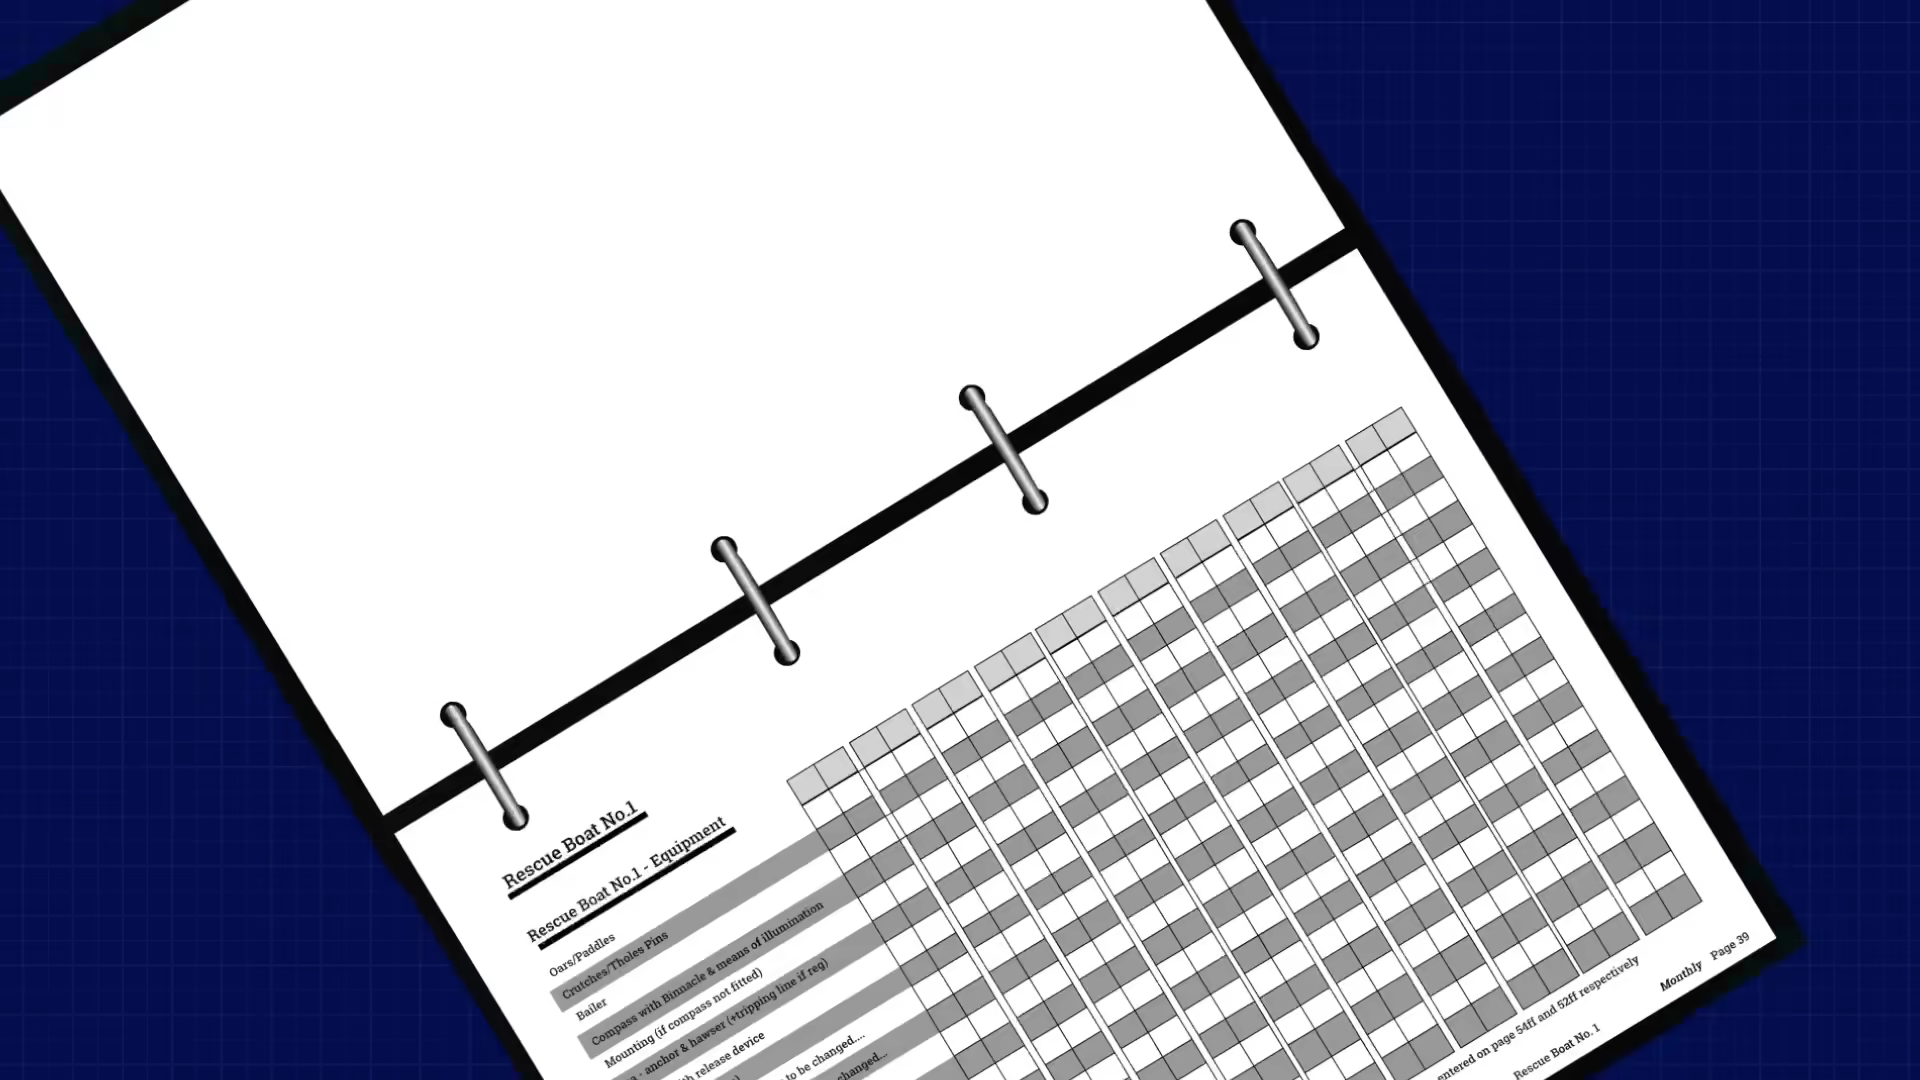 Rescue Boat No.1
Rescue Boat No.1 - Equipment
Oars/Paddles
Crutches/Tholes Pins
Bailer
Compass with Binnacle & means of illumination
Mounting (if compass not fitted)
- anchor & hawser (+tripping line if req)
release device
to be changed....
changed...
entered on page 54ff and 52ff respectively
Rescue Boat No. 1
Monthly Page 39